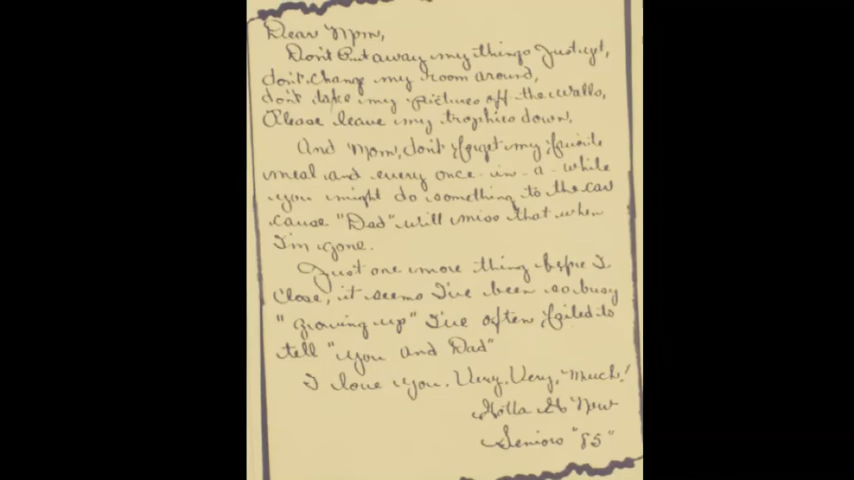 Dear Mom,
Don't Put away my things Just yet,
don't change my room around,
don't take my pictures off the walls,
Please leave my trophies down.
And Mom, don't forget my favorite
meal and every once in a while
you might do something to the car
cause "Dad" will miss that when
I'm gone.
Just one more thing before I
Close, it seems I've been so busy
"growing up" I've often failed to
tell "you and Dad"
I love you. Very, Very, Much!
New
Seniors "85"